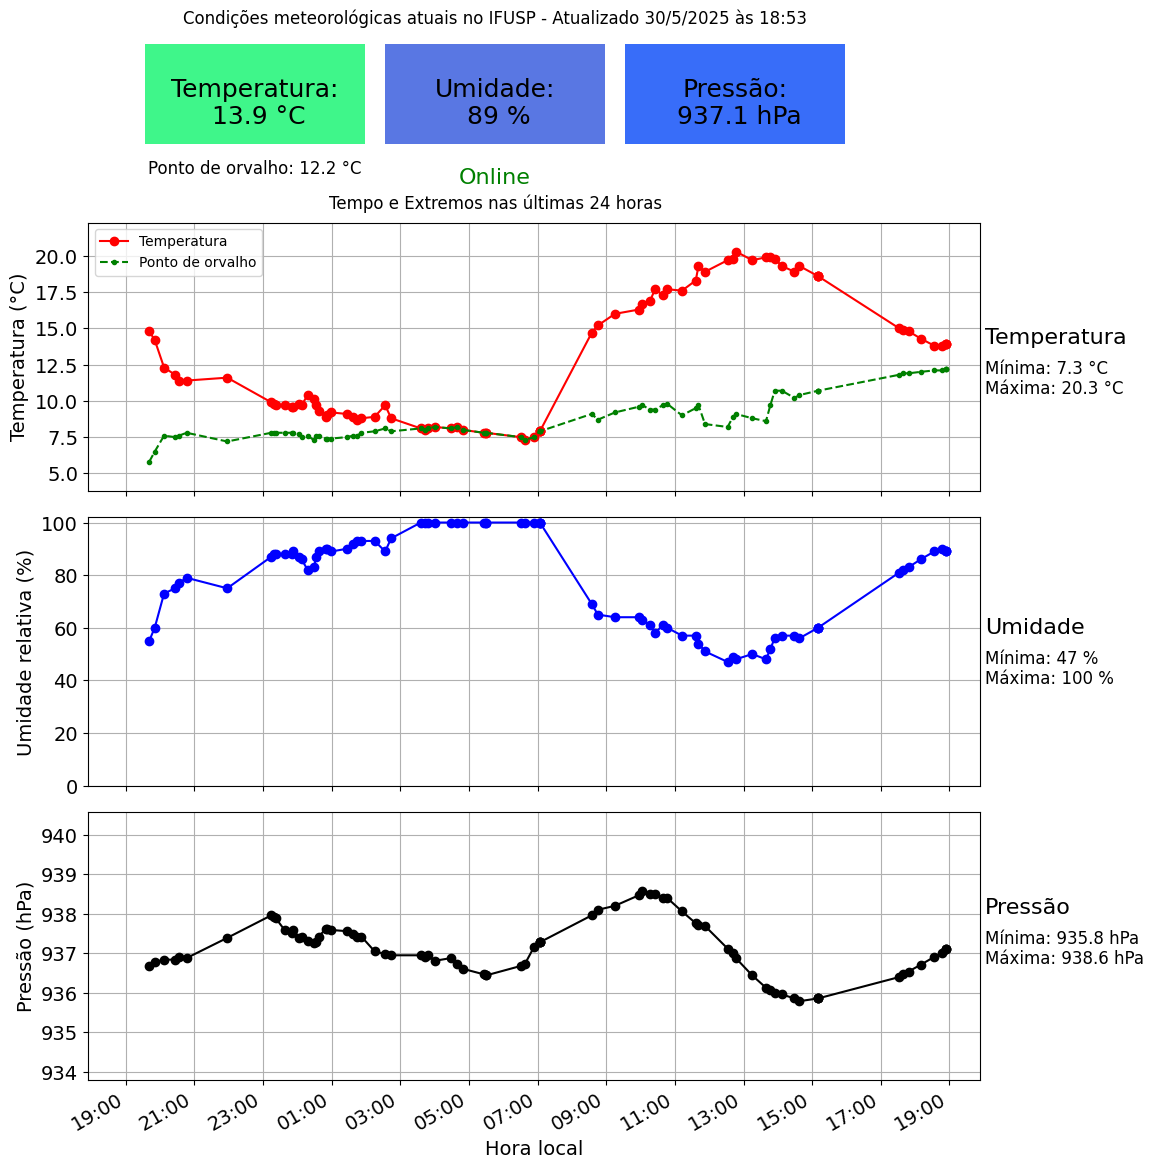 Condições meteorológicas atuais no IFUSP - Atualizado 30/5/2025 às 18:53
Temperatura:
13.9 °C
Umidade:
89 %
Pressão:
937.1 hPa
Ponto de orvalho: 12.2 °C
Online
Tempo e Extremos nas últimas 24 horas
Temperatura
Ponto de orvalho
Temperatura (°C)
20.0
17.5
15.0
12.5
10.0
7.5
5.0
Temperatura
Mínima: 7.3 °C
Máxima: 20.3 °C
Umidade relativa (%)
100
80
60
40
20
0
Umidade
Mínima: 47 %
Máxima: 100 %
Pressão (hPa)
940
939
938
937
936
935
934
Pressão
Mínima: 935.8 hPa
Máxima: 938.6 hPa
19:00 21:00 23:00 01:00 03:00 05:00 07:00 09:00 11:00 13:00 15:00 17:00 19:00
Hora local